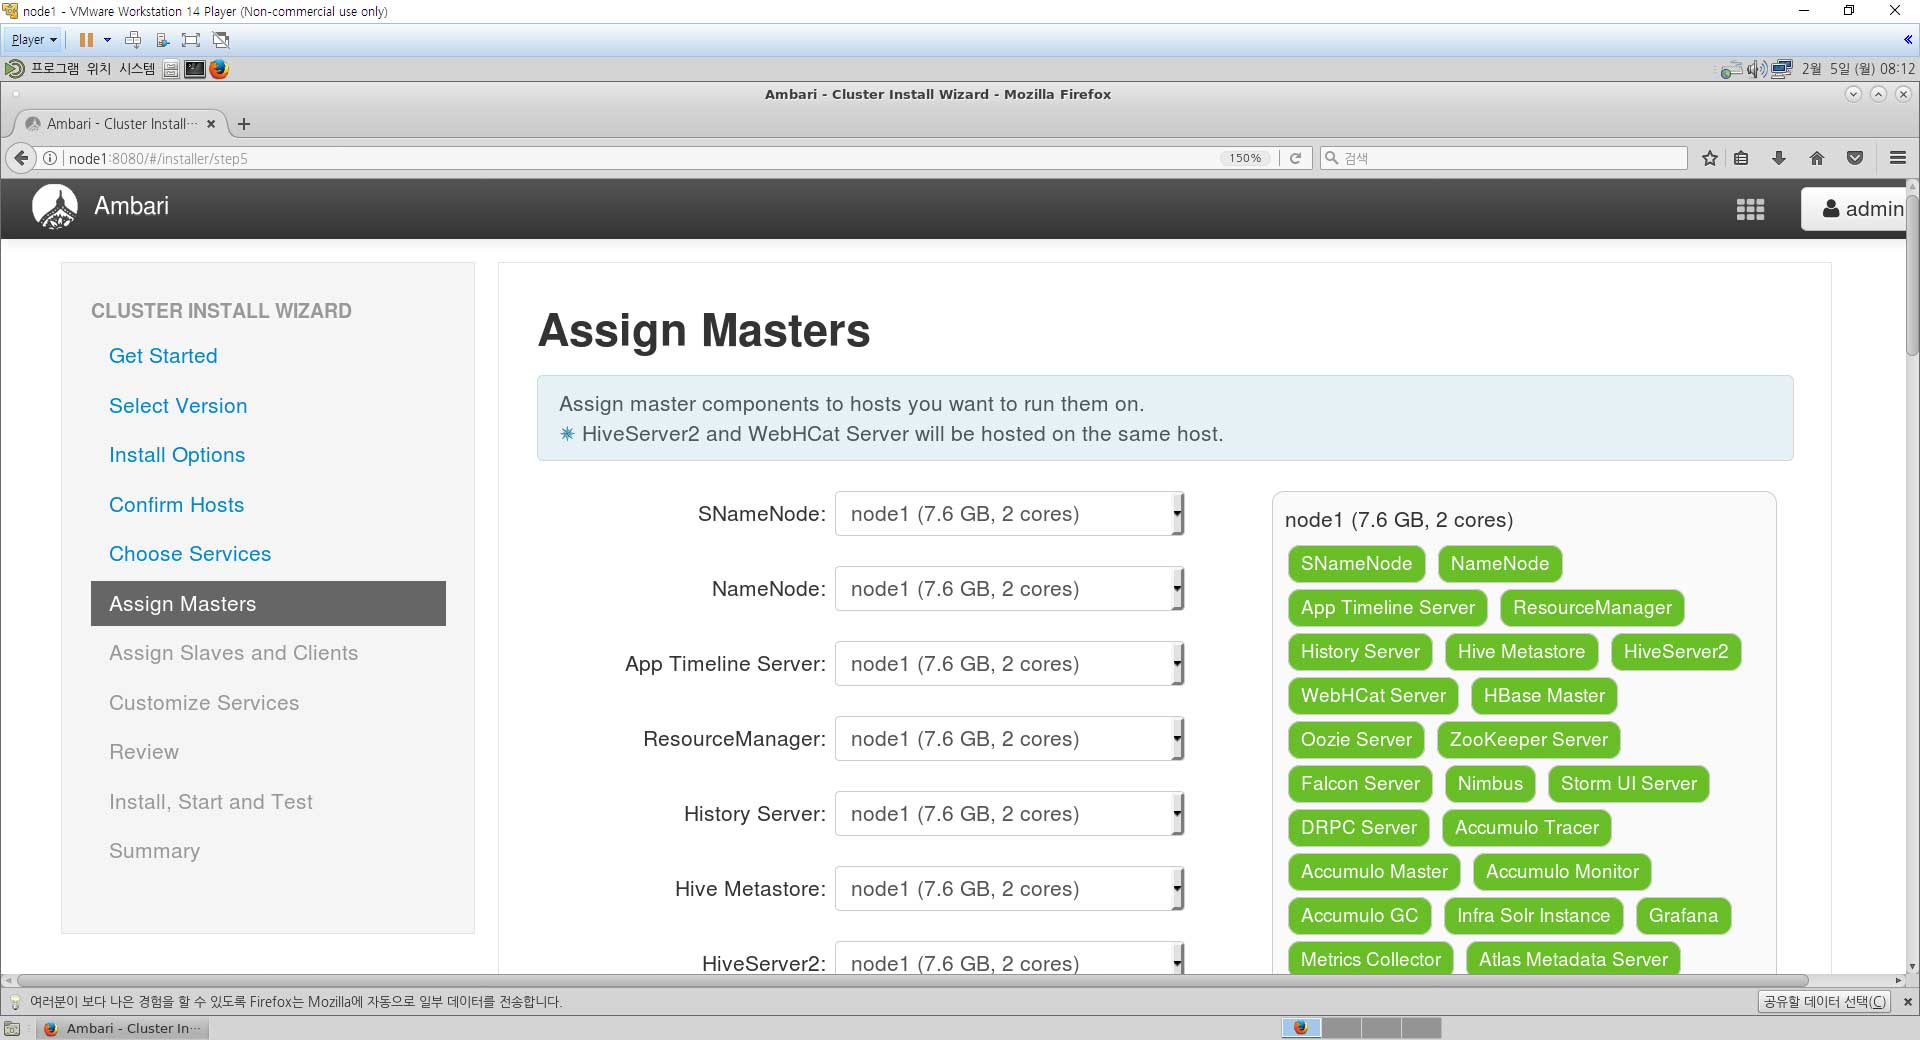 node1 - VMware Workstation 14 Player (Non-commercial use only)
Player
프로그램 위치 시스템
2월 5일 (월) 08:12
Ambari - Cluster Install Wizard - Mozilla Firefox
Ambari - Cluster Install···
node1:8080/#/installer/step5
150%
검색
Ambari
admin
CLUSTER INSTALL WIZARD
Get Started
Select Version
Install Options
Confirm Hosts
Choose Services
Assign Masters
Assign Slaves and Clients
Customize Services
Review
Install, Start and Test
Summary
Assign Masters
Assign master components to hosts you want to run them on.
✷ HiveServer2 and WebHCat Server will be hosted on the same host.
SNameNode: node1 (7.6 GB, 2 cores)
NameNode: node1 (7.6 GB, 2 cores)
App Timeline Server: node1 (7.6 GB, 2 cores)
ResourceManager: node1 (7.6 GB, 2 cores)
History Server: node1 (7.6 GB, 2 cores)
Hive Metastore: node1 (7.6 GB, 2 cores)
HiveServer2: node1 (7.6 GB, 2 cores)
node1 (7.6 GB, 2 cores)
SNameNode NameNode
App Timeline Server ResourceManager
History Server Hive Metastore HiveServer2
WebHCat Server HBase Master
Oozie Server ZooKeeper Server
Falcon Server Nimbus Storm UI Server
DRPC Server Accumulo Tracer
Accumulo Master Accumulo Monitor
Accumulo GC Infra Solr Instance Grafana
Metrics Collector Atlas Metadata Server
여러분이 보다 나은 경험을 할 수 있도록 Firefox는 Mozilla에 자동으로 일부 데이터를 전송합니다.
공유할 데이터 선택(C)
Ambari - Cluster In···